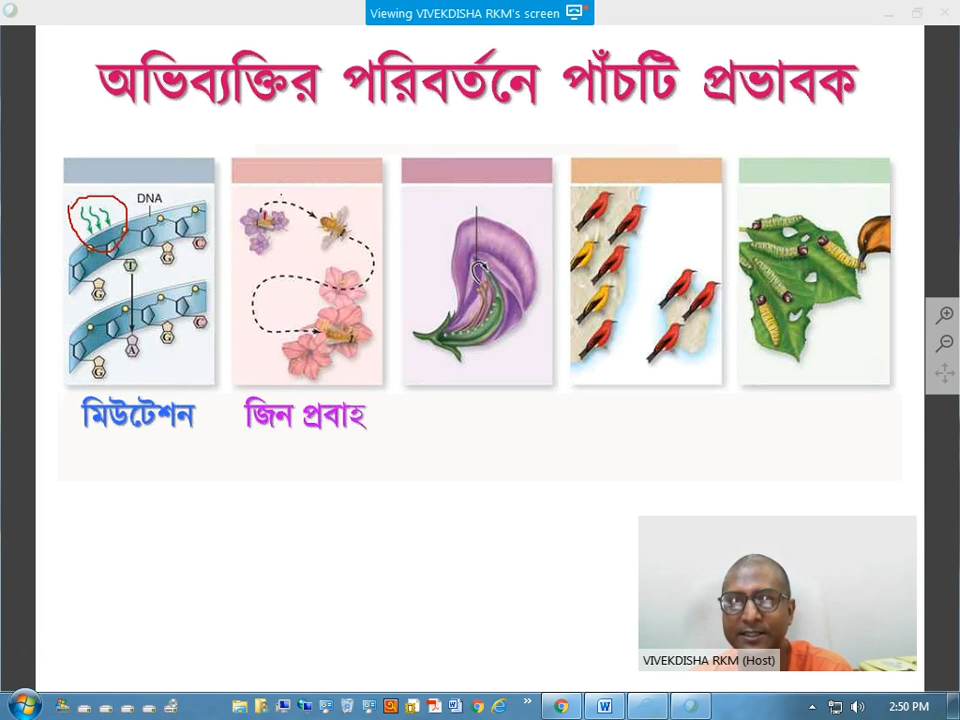 Viewing VIVEKDISHA RKM's screen
অভিব্যক্তির পরিবর্তনে পাঁচটি প্রভাবক
DNA
C
G
T
G
C
G
A
G
মিউটেশন
জিন প্রবাহ
VIVEKDISHA RKM (Host)
2:50 PM